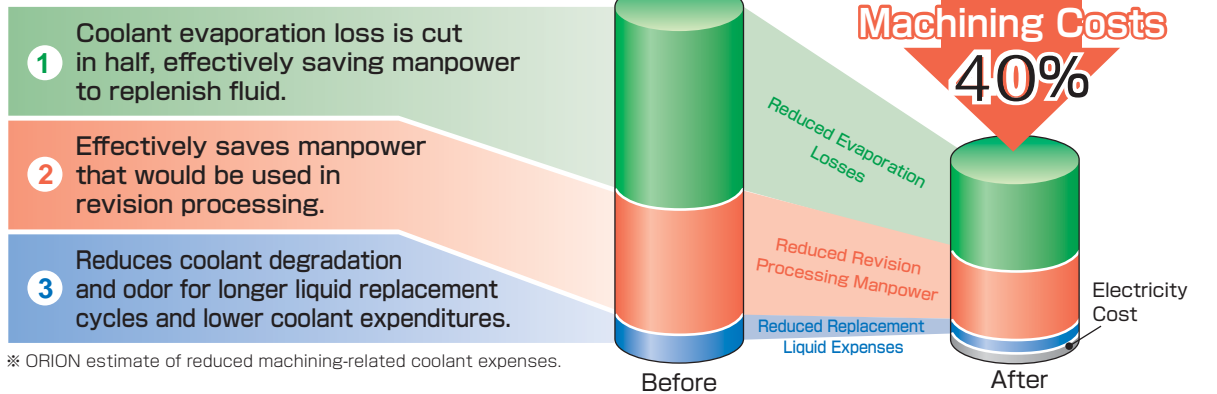 1
Coolant evaporation loss is cut
in half, effectively saving manpower
to replenish fluid.
2
Effectively saves manpower
that would be used in
revision processing.
3
Reduces coolant degradation
and odor for longer liquid replacement
cycles and lower coolant expenditures.
※ ORION estimate of reduced machining-related coolant expenses.
Before
Reduced Evaporation
Losses
Reduced Revision
Processing Manpower
Reduced Replacement
Liquid Expenses
Machining Costs
40%
Electricity
Cost
After